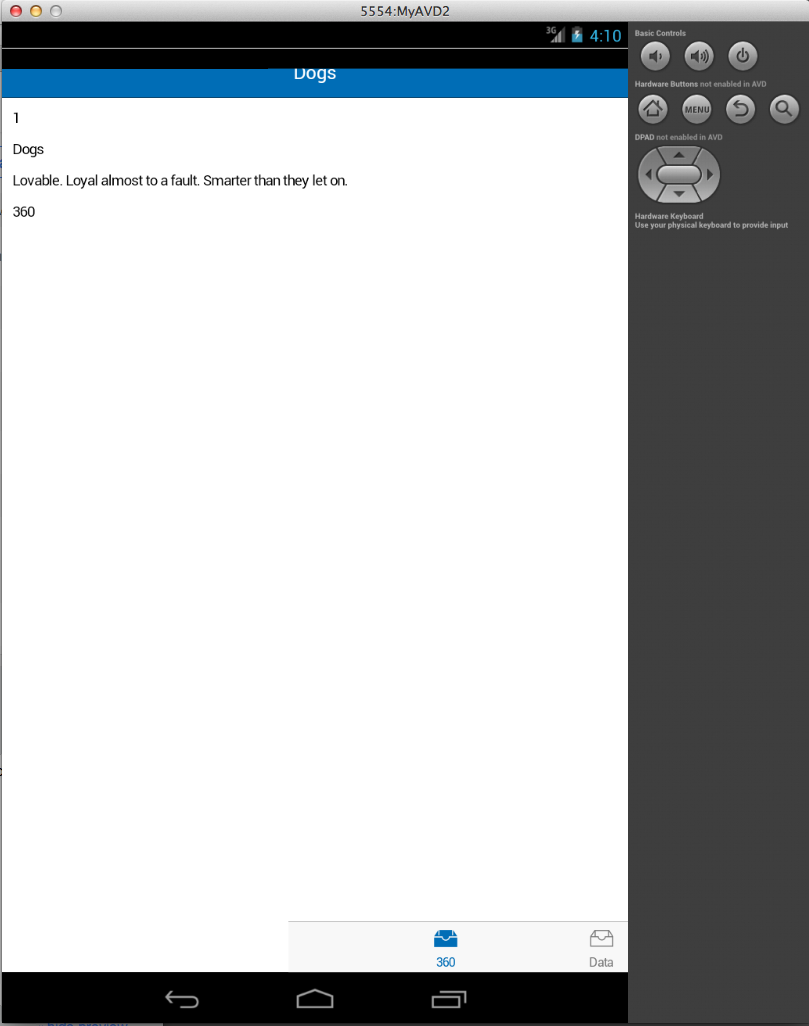 5554:MyAVD2
3G 4:10
Dogs
1
Dogs
Lovable. Loyal almost to a fault. Smarter than they let on.
360
360
Data
Basic Controls
Hardware Buttons not enabled in AVD
MENU
DPAD not enabled in AVD
Hardware Keyboard
Use your physical keyboard to provide input